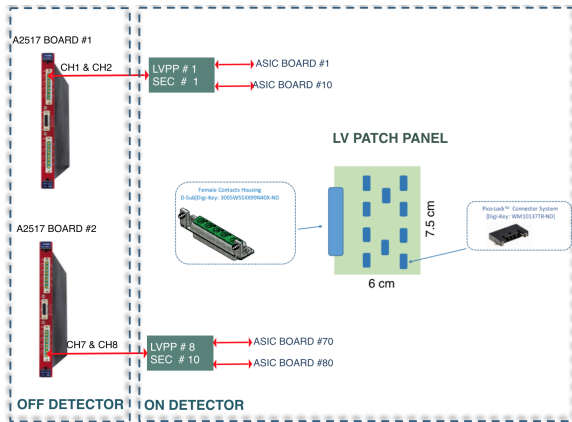 A2517 BOARD #1
CH1 & CH2
LVPP # 1
SEC # 1
ASIC BOARD #1
ASIC BOARD #10
LV PATCH PANEL
Female Contacts Housing
D-Sub[Digi-Key: 3005W5SXX99N40X-ND
Pico-Lock™ Connector System
[Digi-Key: WM10137TR-ND]
7.5 cm
6 cm
A2517 BOARD #2
CH7 & CH8
LVPP # 8
SEC # 10
ASIC BOARD #70
ASIC BOARD #80
OFF DETECTOR
ON DETECTOR